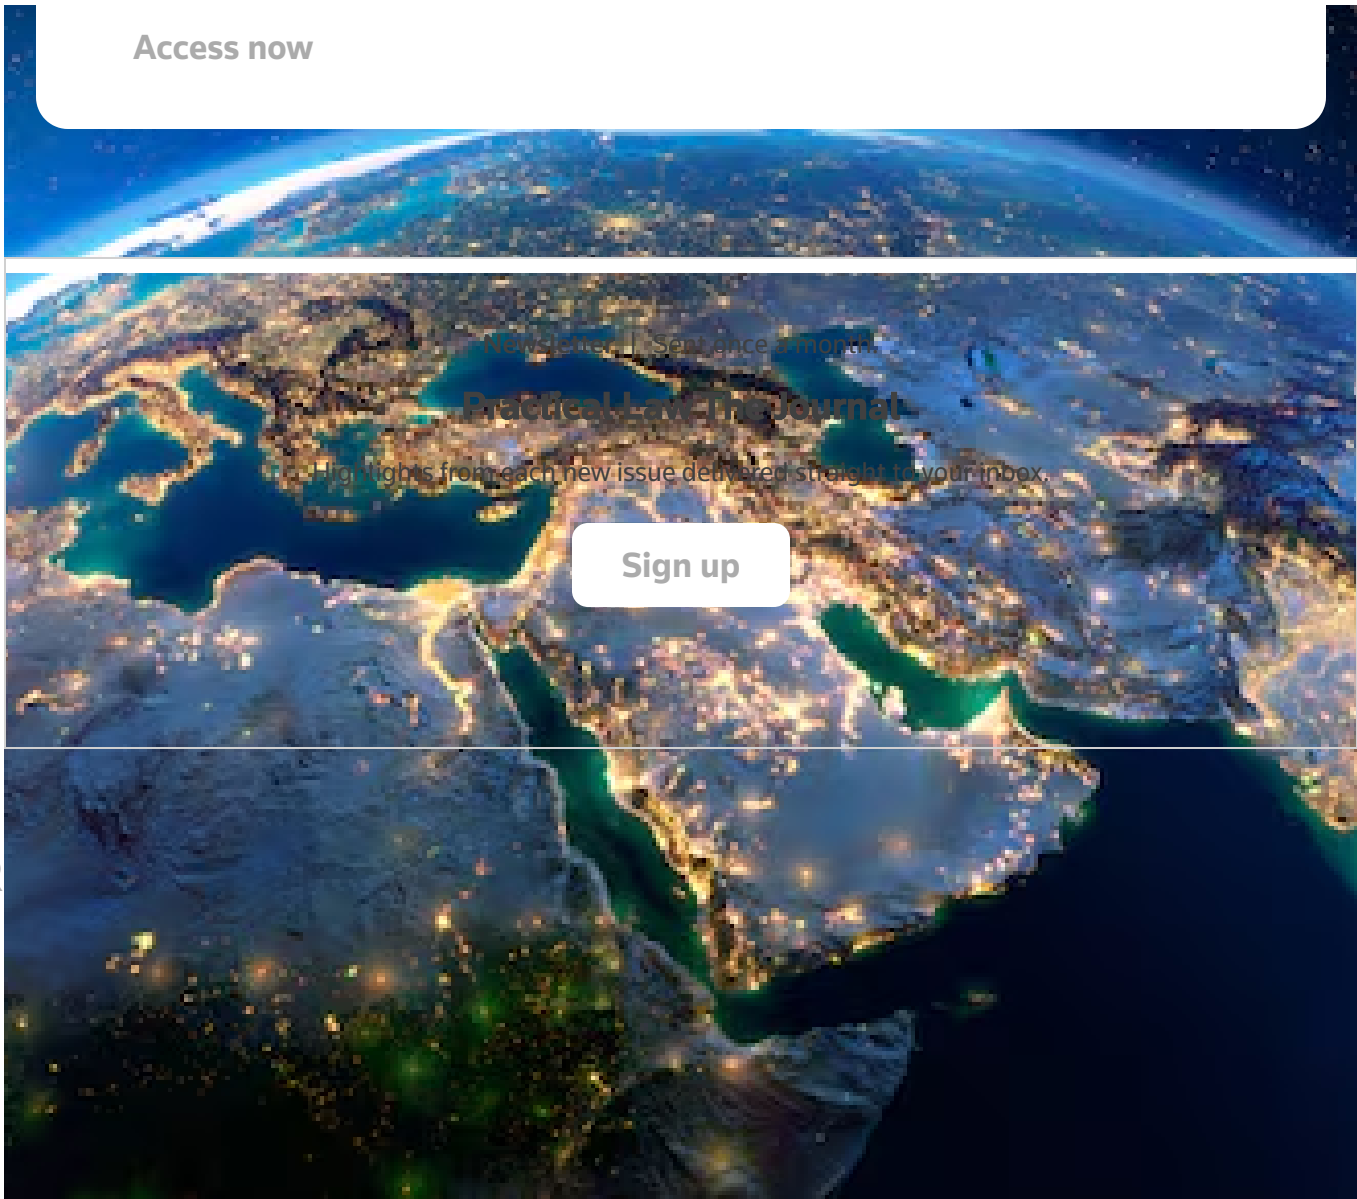 Access now
Newsletter | Sent once a month.
Practical Law The Journal
Highlights from each new issue delivered straight to your inbox.
Sign up